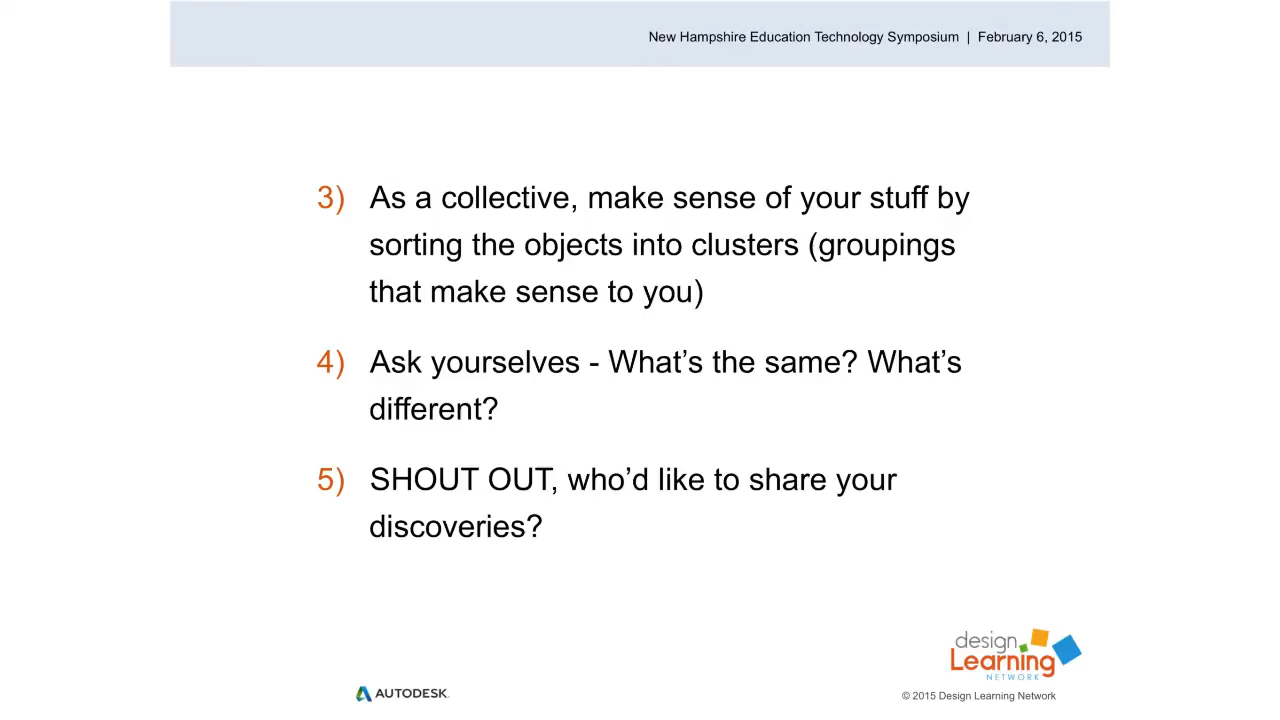 New Hampshire Education Technology Symposium | February 6, 2015
3) As a collective, make sense of your stuff by
sorting the objects into clusters (groupings
that make sense to you)
4) Ask yourselves - What’s the same? What’s
different?
5) SHOUT OUT, who’d like to share your
discoveries?
design
Learning
NETWORK
AUTODESK.
© 2015 Design Learning Network